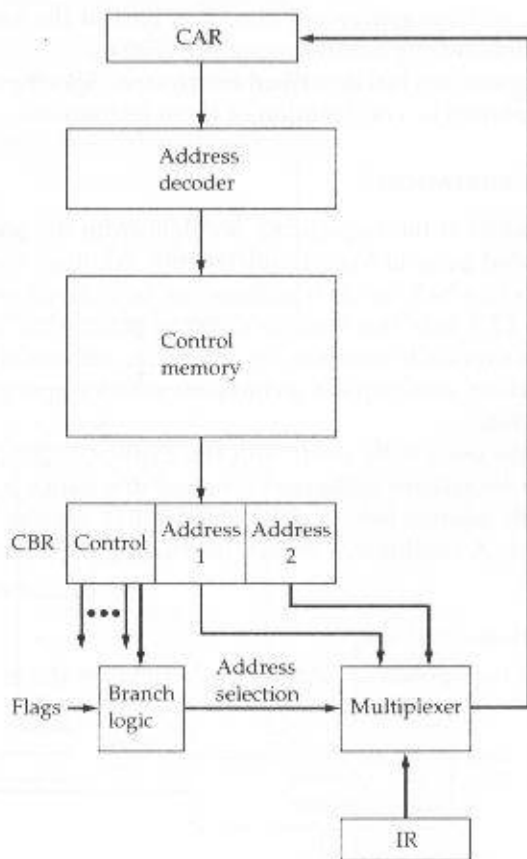 CAR
Address
decoder
Control
memory
CBR
Control
Address
1
Address
2
Flags
Branch
logic
Address
selection
Multiplexer
IR